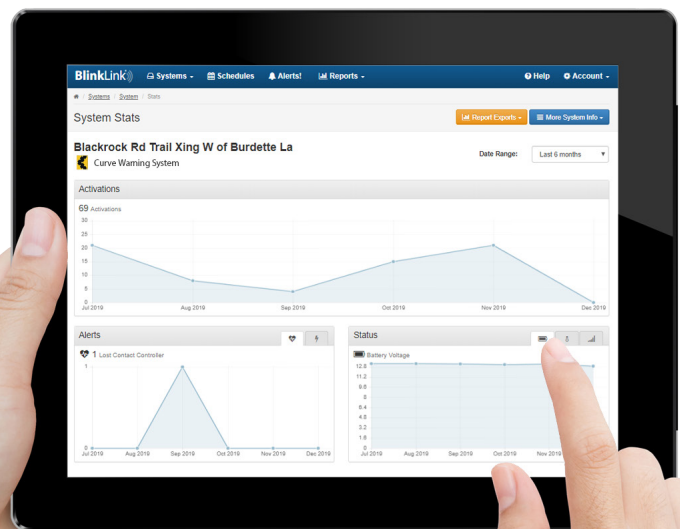 BlinkLink Systems Schedules Alerts! Reports Help Account
/ Systems / System / Stats
System Stats Report Exports More System Info
Blackrock Rd Trail Xing W of Burdette La
Curve Warning System
Date Range: Last 6 months
Activations
69 Activations
30
25
20
15
10
5
0
Jul 2019 Aug 2019 Sep 2019 Oct 2019 Nov 2019 Dec 2019
Alerts
1 Lost Contact Controller
1
0
Jul 2019 Aug 2019 Sep 2019 Oct 2019 Nov 2019 Dec 2019
Status
Battery Voltage
12.8
11.2
9.6
8
6.4
4.8
3.2
1.6
0
Jul 2019 Aug 2019 Sep 2019 Oct 2019 Nov